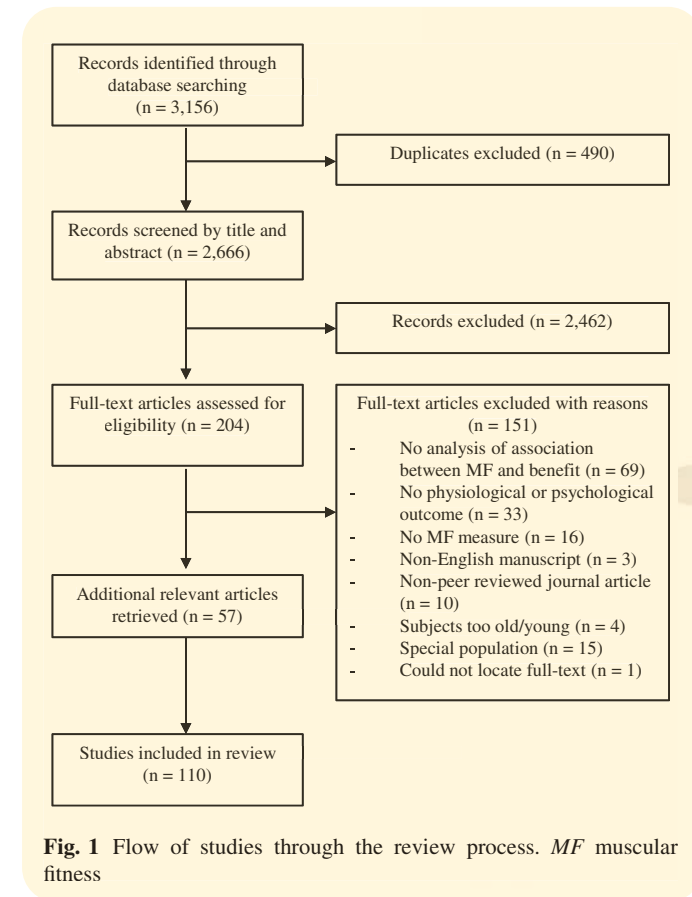 Records identified through
database searching
(n = 3,156)
Duplicates excluded (n = 490)
Records screened by title and
abstract (n = 2,666)
Records excluded (n = 2,462)
Full-text articles assessed for
eligibility (n = 204)
Full-text articles excluded with reasons
(n = 151)
- No analysis of association
between MF and benefit (n = 69)
- No physiological or psychological
outcome (n = 33)
- No MF measure (n = 16)
- Non-English manuscript (n = 3)
- Non-peer reviewed journal article
(n = 10)
- Subjects too old/young (n = 4)
- Special population (n = 15)
- Could not locate full-text (n = 1)
Additional relevant articles
retrieved (n = 57)
Studies included in review
(n = 110)
Fig. 1 Flow of studies through the review process. MF muscular
fitness